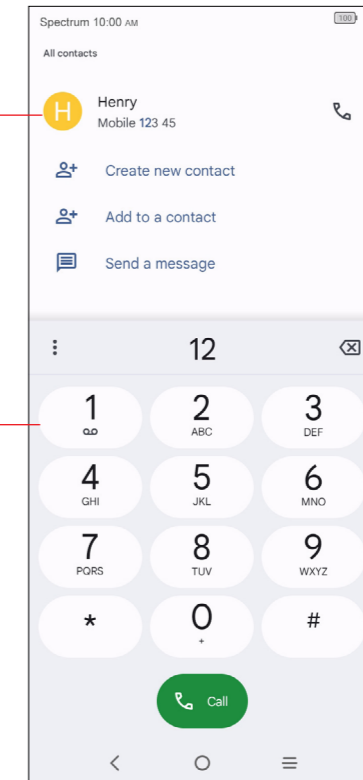 Spectrum 10:00 AM 100
All contacts
H Henry
Mobile 123 45
Create new contact
Add to a contact
Send a message
12
1 2 3
ABC DEF
4 5 6
GHI JKL MNO
7 8 9
PQRS TUV WXYZ
* 0 #
+
Call